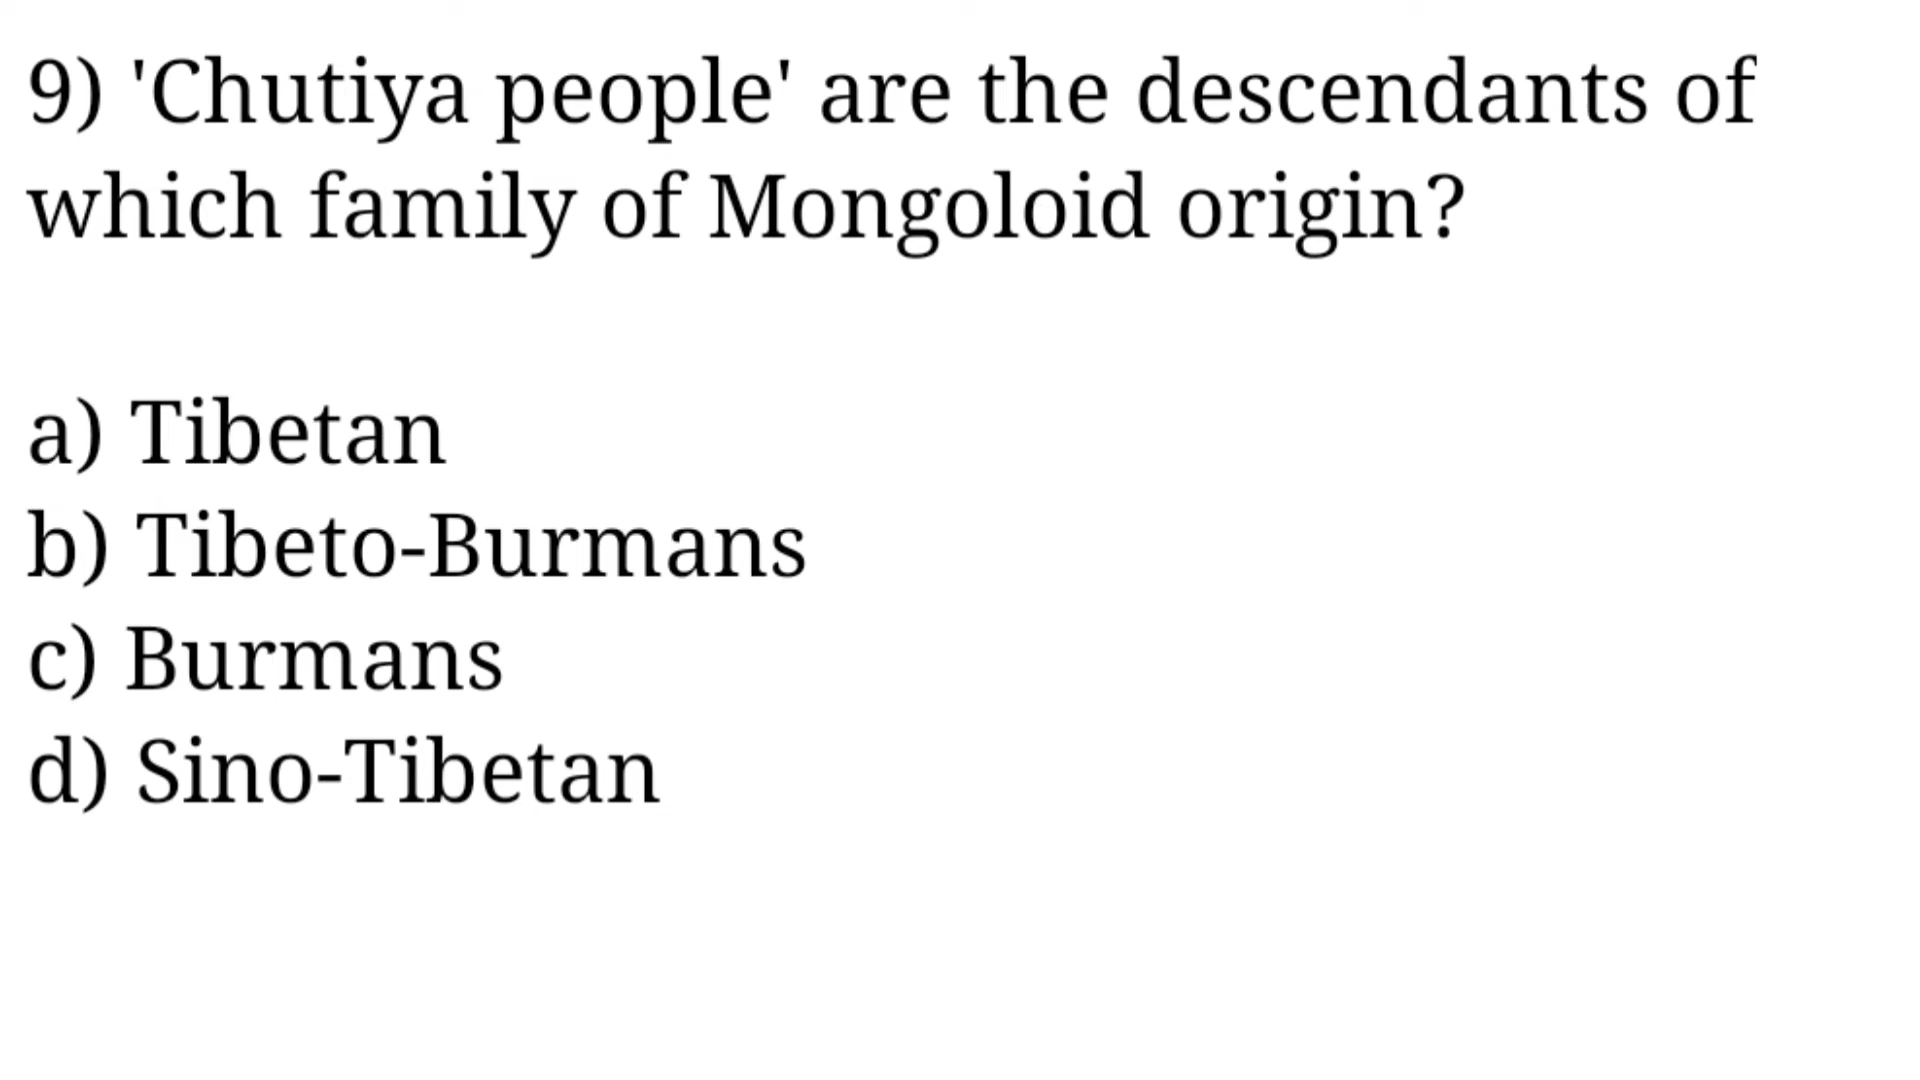 9) 'Chutiya people' are the descendants of
which family of Mongoloid origin?
a) Tibetan
b) Tibeto-Burmans
c) Burmans
d) Sino-Tibetan